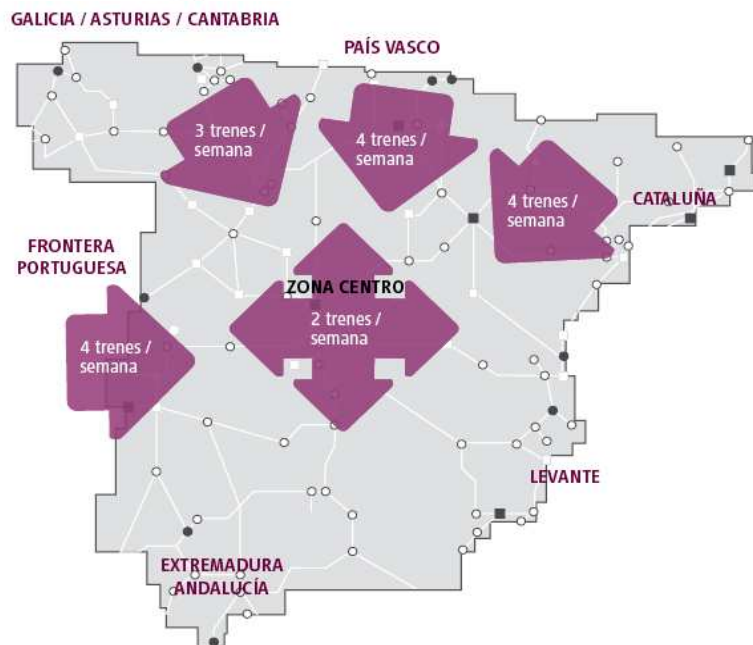 GALICIA / ASTURIAS / CANTABRIA
PAÍS VASCO
3 trenes /
semana
4 trenes /
semana
4 trenes /
semana
CATALUÑA
FRONTERA
PORTUGUESA
ZONA CENTRO
2 trenes /
semana
4 trenes /
semana
LEVANTE
EXTREMADURA
ANDALUCÍA